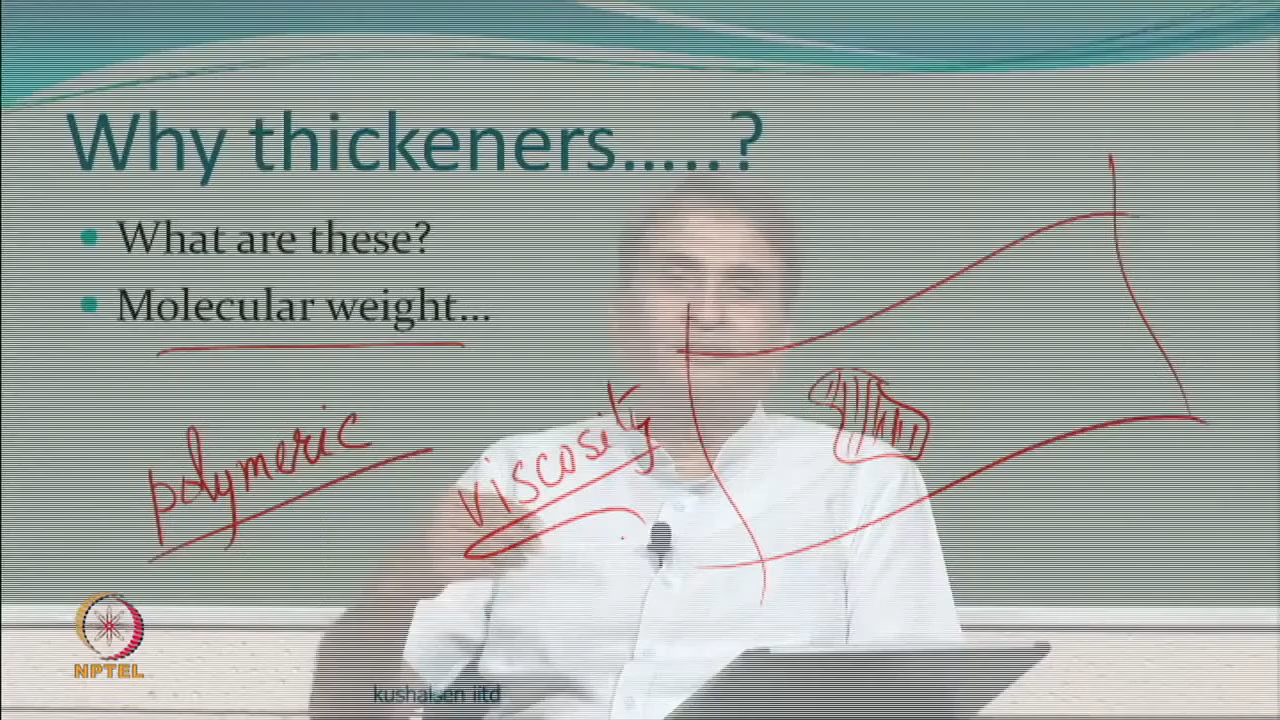 Why thickeners.....?
What are these?
Molecular weight...
polymeric
viscosity
NPTEL
kushalsen iitd